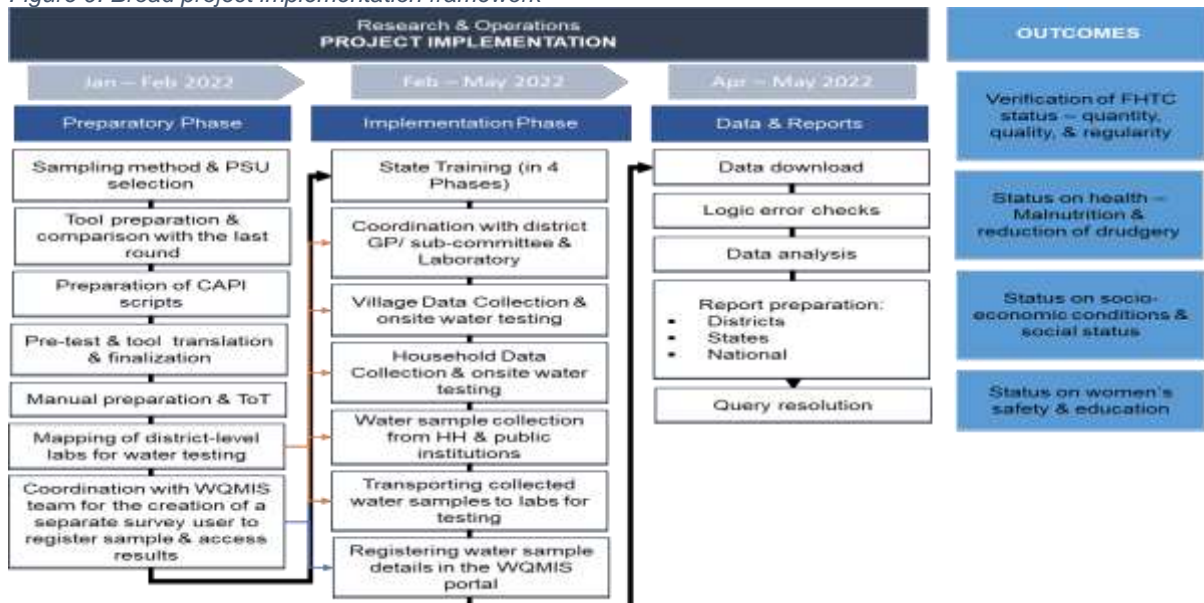 Research & Operations
PROJECT IMPLEMENTATION
Jan – Feb 2022
Feb – May 2022
Apr – May 2022
Preparatory Phase
Implementation Phase
Data & Reports
Sampling method & PSU
selection
Tool preparation &
comparison with the last
round
Preparation of CAPI
scripts
Pre-test & tool translation
& finalization
Manual preparation & ToT
Mapping of district-level
labs for water testing
Coordination with WQMIS
team for the creation of a
separate survey user to
register sample & access
results
State Training (in 4
Phases)
Coordination with district
GP/ sub-committee &
Laboratory
Village Data Collection &
onsite water testing
Household Data
Collection & onsite water
testing
Water sample collection
from HH & public
institutions
Transporting collected
water samples to labs for
testing
Registering water sample
details in the WQMIS
portal
Data download
Logic error checks
Data analysis
Report preparation:
▪ Districts
▪ States
▪ National
Query resolution
OUTCOMES
Verification of FHTC
status – quantity,
quality, & regularity
Status on health –
Malnutrition &
reduction of drudgery
Status on socio-
economic conditions &
social status
Status on women's
safety & education